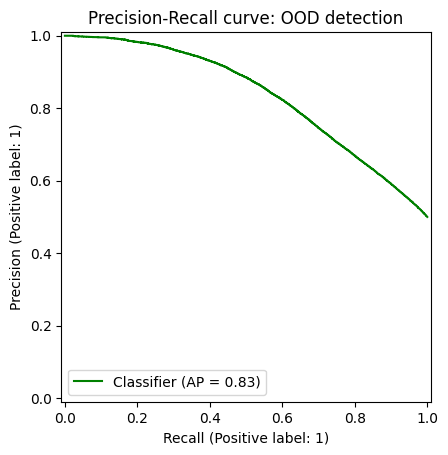 Precision-Recall curve: OOD detection
1.0
0.8
0.6
0.4
0.2
0.0
Precision (Positive label: 1)
Classifier (AP = 0.83)
0.0 0.2 0.4 0.6 0.8 1.0
Recall (Positive label: 1)